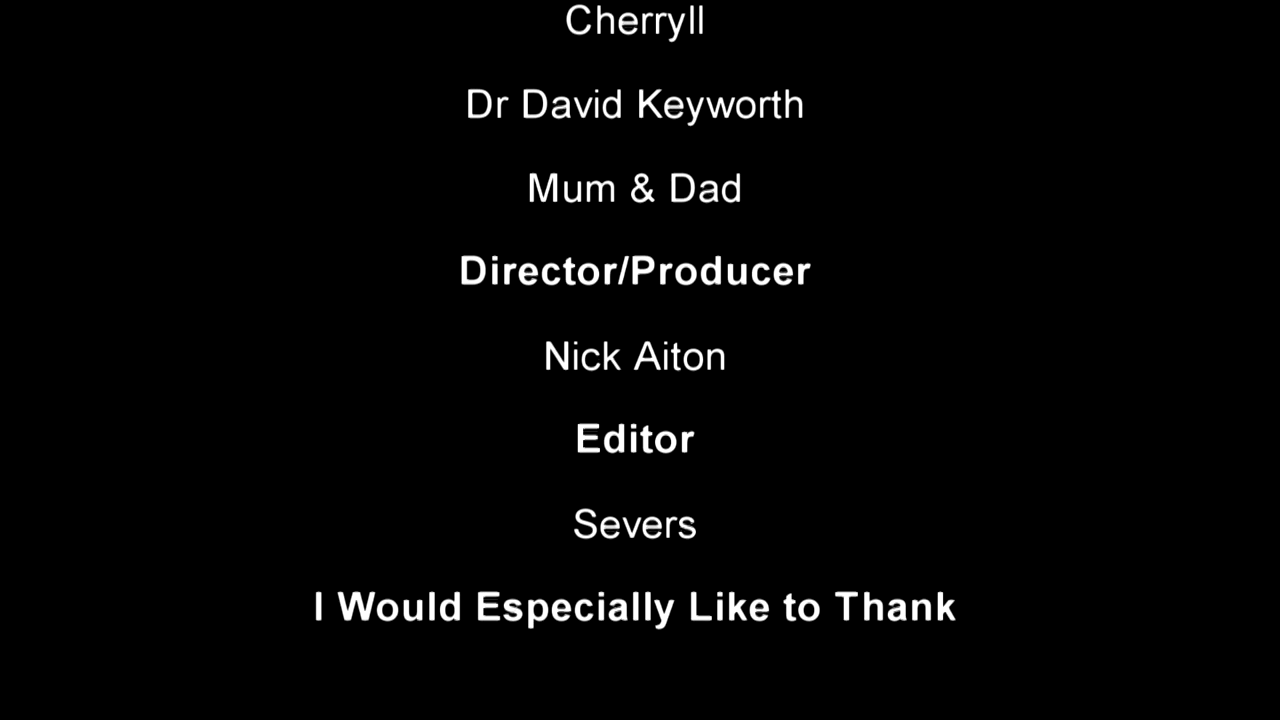 Cherryll
Dr David Keyworth
Mum & Dad
Director/Producer
Nick Aiton
Editor
Severs
I Would Especially Like to Thank